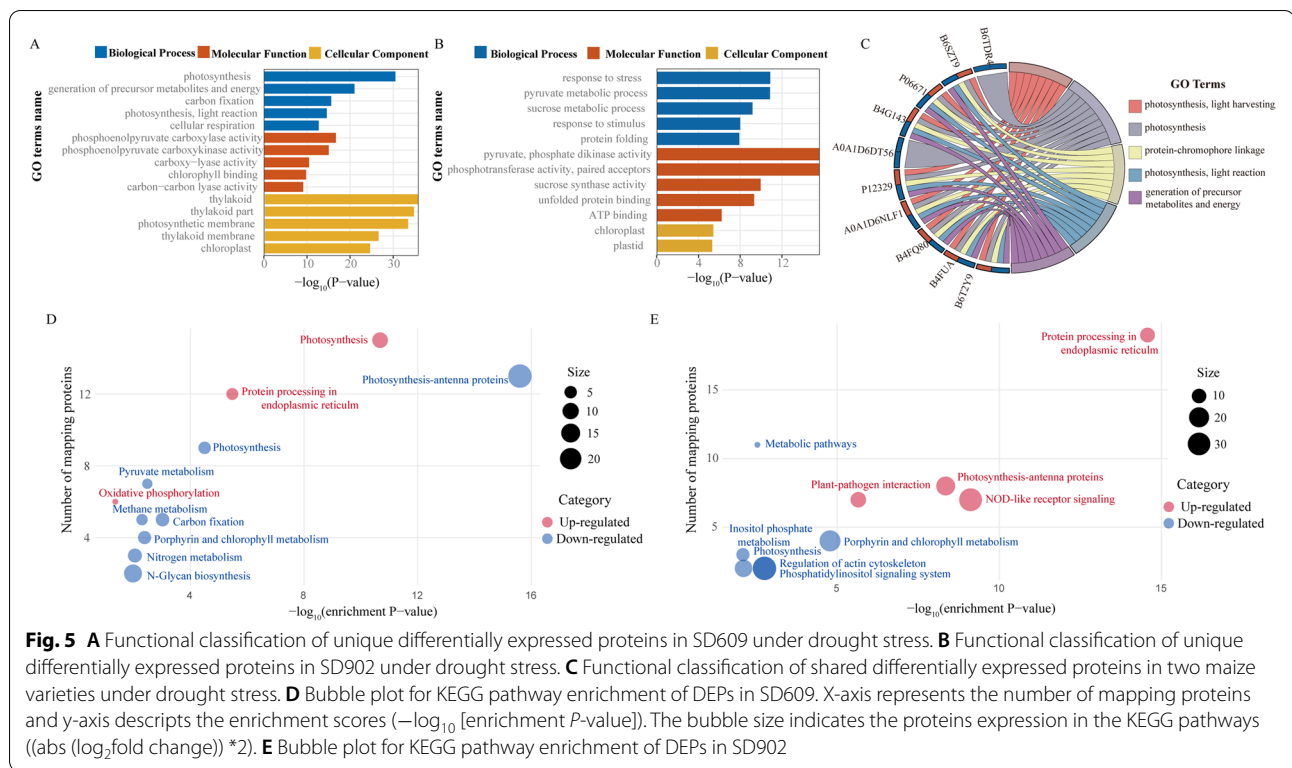 A
Biological Process Molecular Function Cellcular Component
GO terms name
photosynthesis
generation of precursor metabolites and energy
carbon fixation
photosynthesis, light reaction
cellular respiration
phosphoenolpyruvate carboxylase activity
phosphoenolpyruvate carboxykinase activity
carboxy−lyase activity
chlorophyll binding
carbon−carbon lyase activity
thylakoid
thylakoid part
photosynthetic membrane
thylakoid membrane
chloroplast
0 10 20 30
−log10(P−value)
B
Biological Process Molecular Function Cellcular Component
GO terms name
response to stress
pyruvate metabolic process
sucrose metabolic process
response to stimulus
protein folding
pyruvate, phosphate dikinase activity
phosphotransferase activity, paired acceptors
sucrose synthase activity
unfolded protein binding
ATP binding
chloroplast
plastid
0 4 8 12
−log10(P−value)
C
B6TDR4
B6SZT9
P06671
B4G143
A0A1D6DT56
P12329
A0A1D6NLF1
B4FQ80
B4FUA
B6T2Y9
GO Terms
photosynthesis, light harvesting
photosynthesis
protein-chromophore linkage
photosynthesis, light reaction
generation of precursor
metabolites and energy
D
Number of mapping proteins
12
8
4
Photosynthesis
Photosynthesis-antenna proteins
Protein processing in
endoplasmic reticulm
Photosynthesis
Pyruvate metabolism
Oxidative phosphorylation
Methane metabolism
Carbon fixation
Porphyrin and chlorophyll metabolism
Nitrogen metabolism
N-Glycan biosynthesis
4 8 12 16
−log10(enrichment P−value)
Size
5
10
15
20
Category
Up-regulated
Down-regulated
E
Number of mapping proteins
15
10
5
Protein processing in
endoplasmic reticulm
Metabolic pathways
Photosynthesis-antenna proteins
Plant-pathogen interaction
NOD-like receptor signaling
Inositol phosphate
metabolism
Porphyrin and chlorophyll metabolism
Photosynthesis
Regulation of actin cytoskeleton
Phosphatidylinositol signaling system
5 10 15
−log10(enrichment P−value)
Size
10
20
30
Category
Up-regulated
Down-regulated
Fig. 5 A Functional classification of unique differentially expressed proteins in SD609 under drought stress. B Functional classification of unique
differentially expressed proteins in SD902 under drought stress. C Functional classification of shared differentially expressed proteins in two maize
varieties under drought stress. D Bubble plot for KEGG pathway enrichment of DEPs in SD609. X-axis represents the number of mapping proteins
and y-axis descripts the enrichment scores (−log10 [enrichment P-value]). The bubble size indicates the proteins expression in the KEGG pathways
((abs (log2fold change)) *2). E Bubble plot for KEGG pathway enrichment of DEPs in SD902